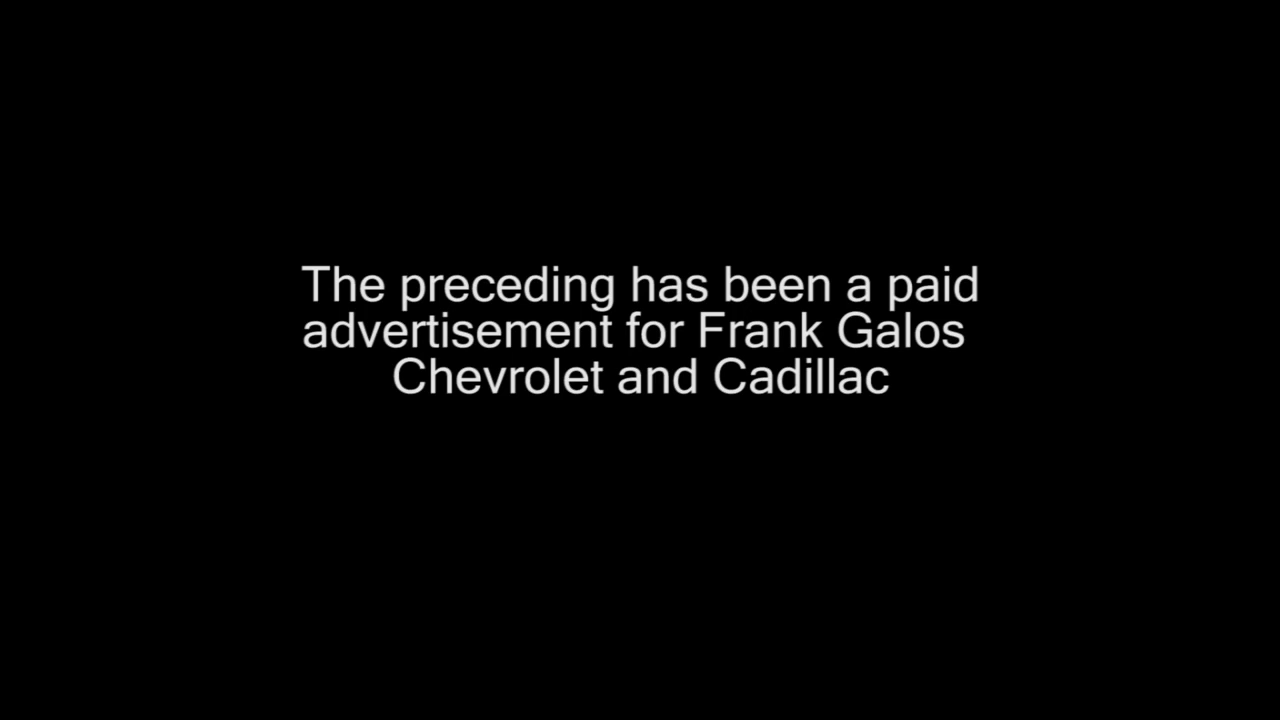 The preceding has been a paid
advertisement for Frank Galos
Chevrolet and Cadillac